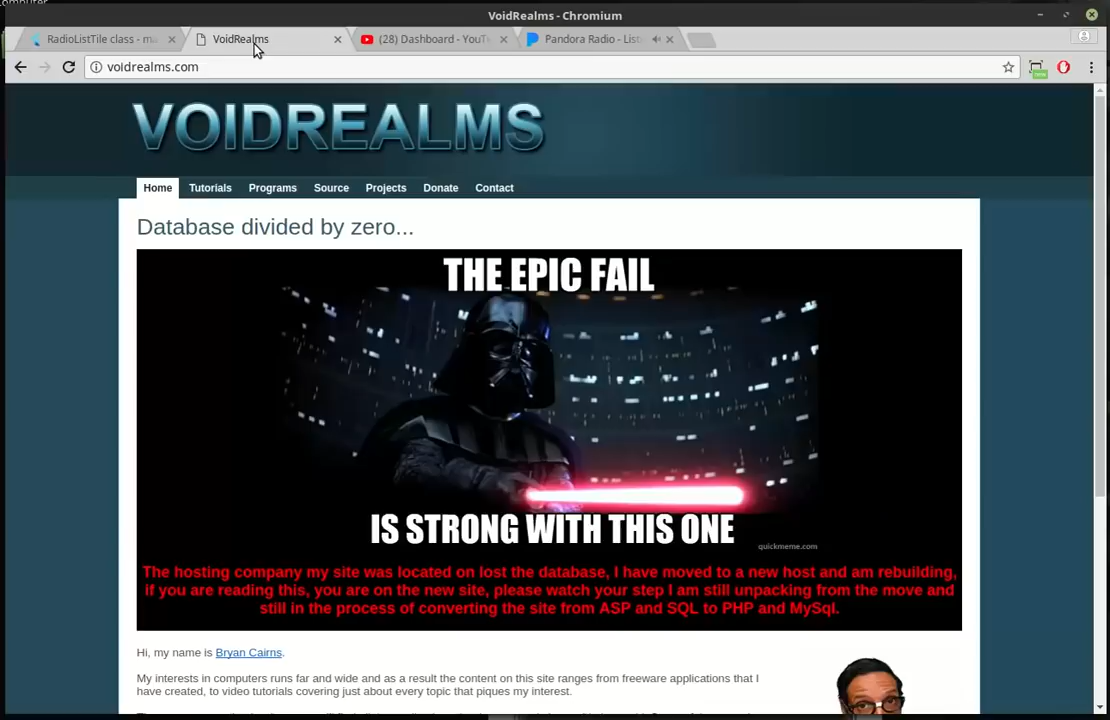 VoidRealms - Chromium
RadioListTile class - ma
VoidRealms
(28) Dashboard - YouTu
Pandora Radio - Liste
voidrealms.com
new
VOIDREALMS
Home Tutorials Programs Source Projects Donate Contact
Database divided by zero...
THE EPIC FAIL
IS STRONG WITH THIS ONE
quickmeme.com
The hosting company my site was located on lost the database, I have moved to a new host and am rebuilding,
if you are reading this, you are on the new site, please watch your step I am still unpacking from the move and
still in the process of converting the site from ASP and SQL to PHP and MySql.
Hi, my name is Bryan Cairns.
My interests in computers runs far and wide and as a result the content on this site ranges from freeware applications that I
have created, to video tutorials covering just about every topic that piques my interest.